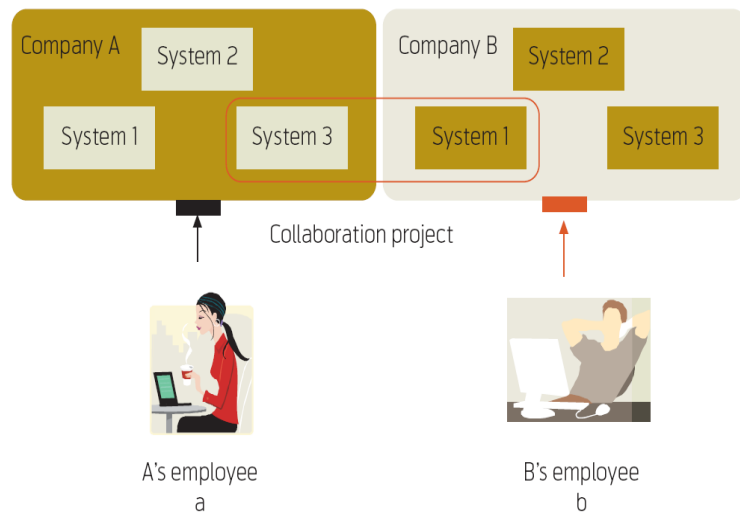 Company A
System 2
System 1
System 3
Company B
System 2
System 1
System 3
Collaboration project
A's employee
a
B's employee
b